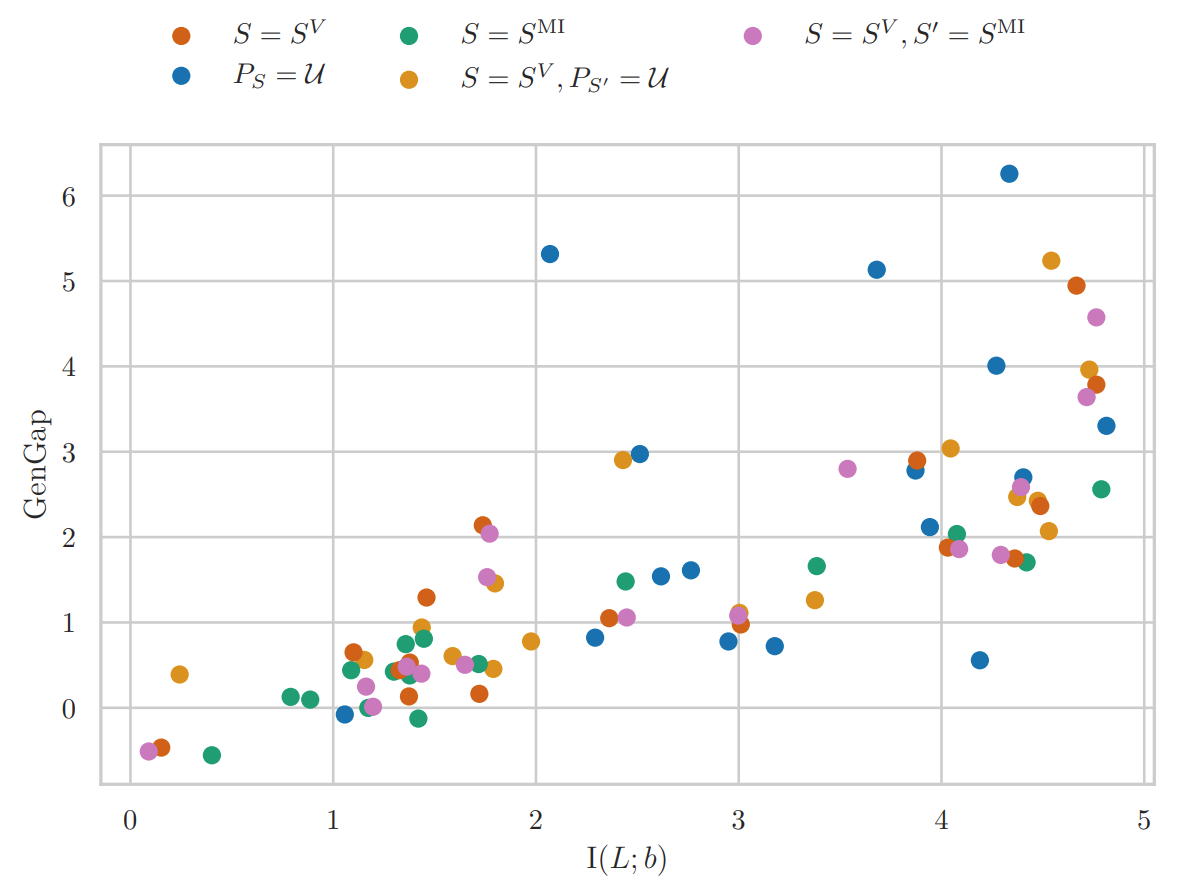 S = S^V
S = S^MI
S = S^V, S′ = S^MI
P_S = 𝒰
S = S^V, P_S′ = 𝒰
6
5
4
3
2
1
0
GenGap
0 1 2 3 4 5
I(L; b)